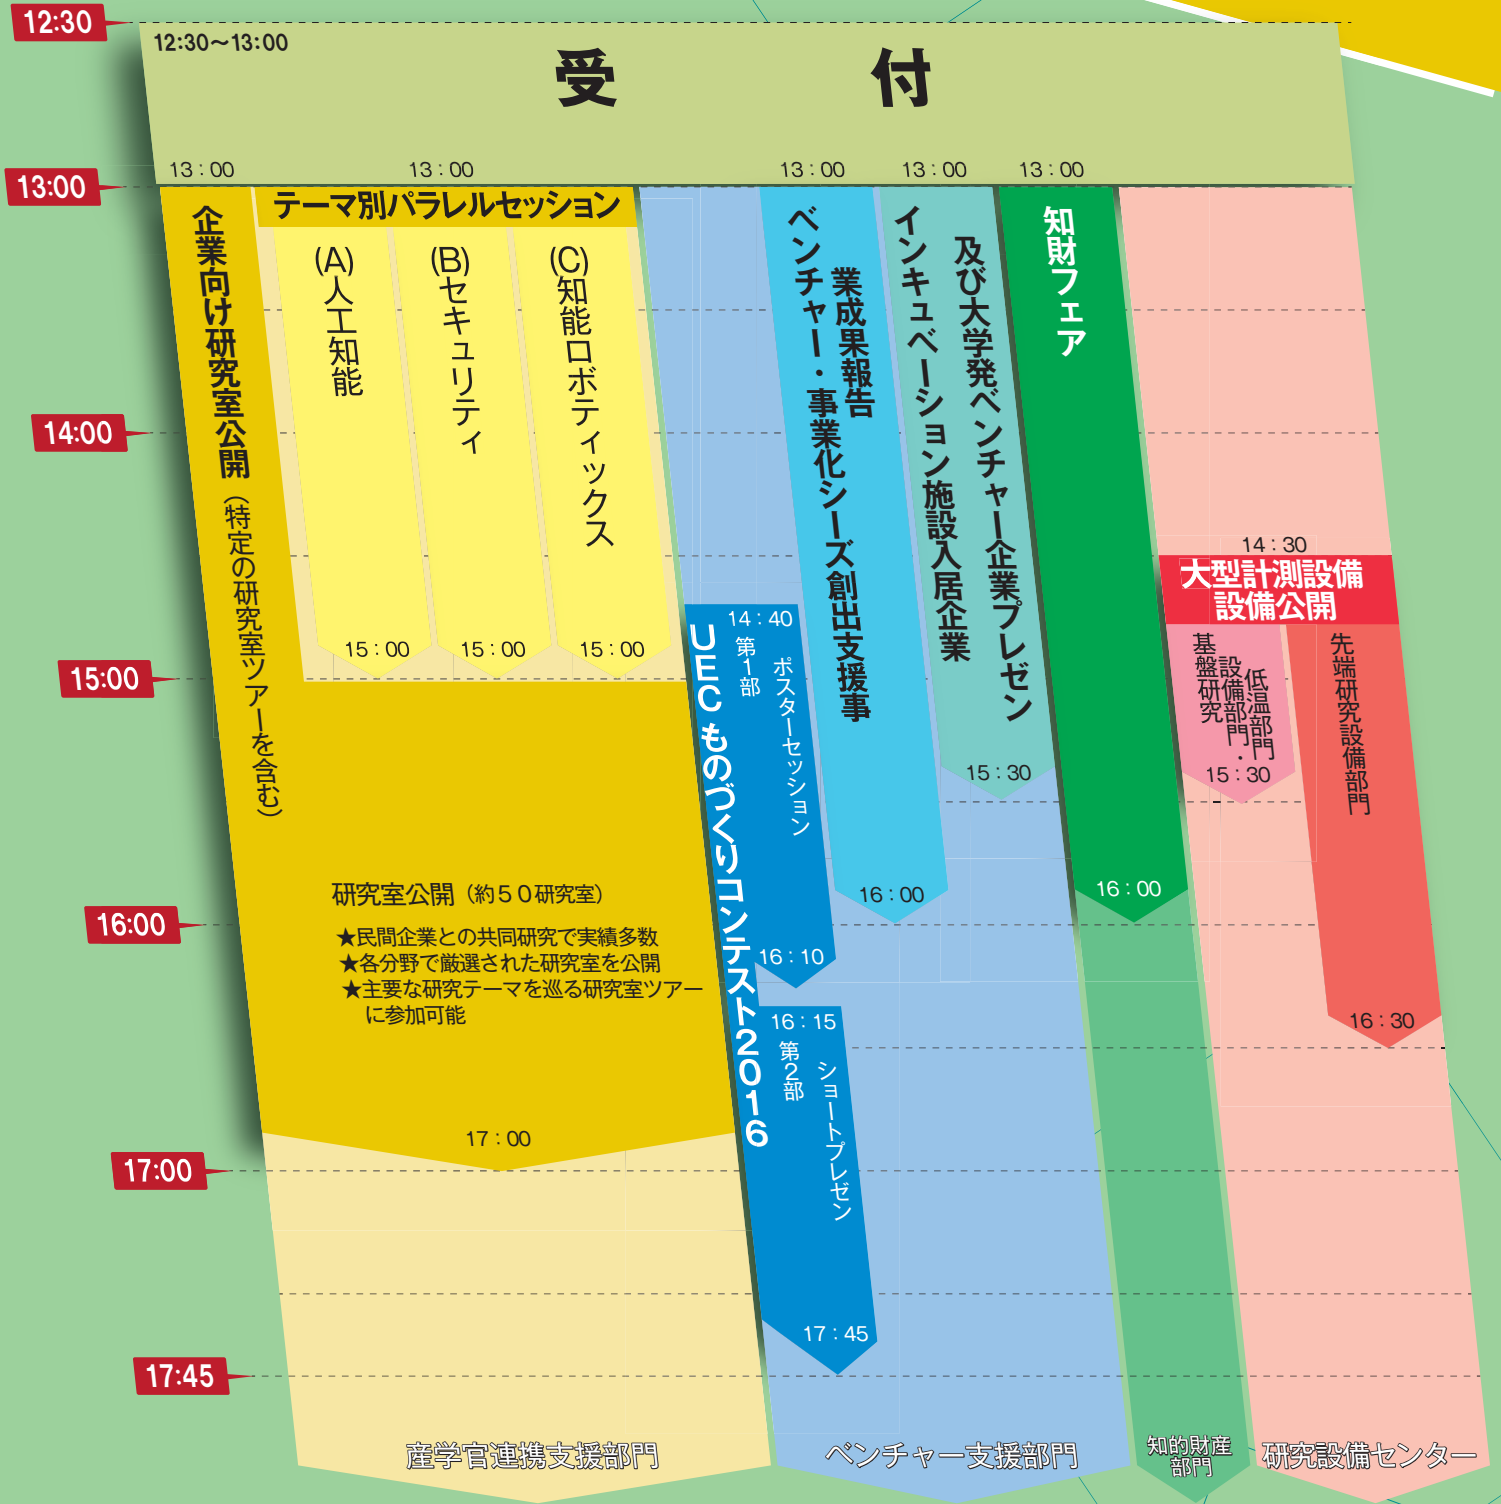 12:30
12:30～13:00
受付
13：00
13：00
13：00
13：00
13：00
13:00
14:00
15:00
16:00
17:00
17:45
企業向け研究室公開（特定の研究室ツアーを含む）
テーマ別パラレルセッション
(A)人工知能
15：00
(B)セキュリティ
15：00
(C)知能ロボティックス
15：00
研究室公開（約５０研究室）
★民間企業との共同研究で実績多数
★各分野で厳選された研究室を公開
★主要な研究テーマを巡る研究室ツアー
に参加可能
17：00
UECものづくりコンテスト2016
14：40
第1部
ポスターセッション
16：10
16：15
第2部
ショートプレゼン
17：45
ベンチャー・事業化シーズ創出支援事
業成果報告
16：00
インキュベーション施設入居企業
及び大学発ベンチャー企業プレゼン
15：30
知財フェア
16：00
14：30
大型計測設備
設備公開
基盤研究
設備部門・
低温部門
15：30
先端研究設備部門
16：30
産学官連携支援部門
ベンチャー支援部門
知的財産
部門
研究設備センター